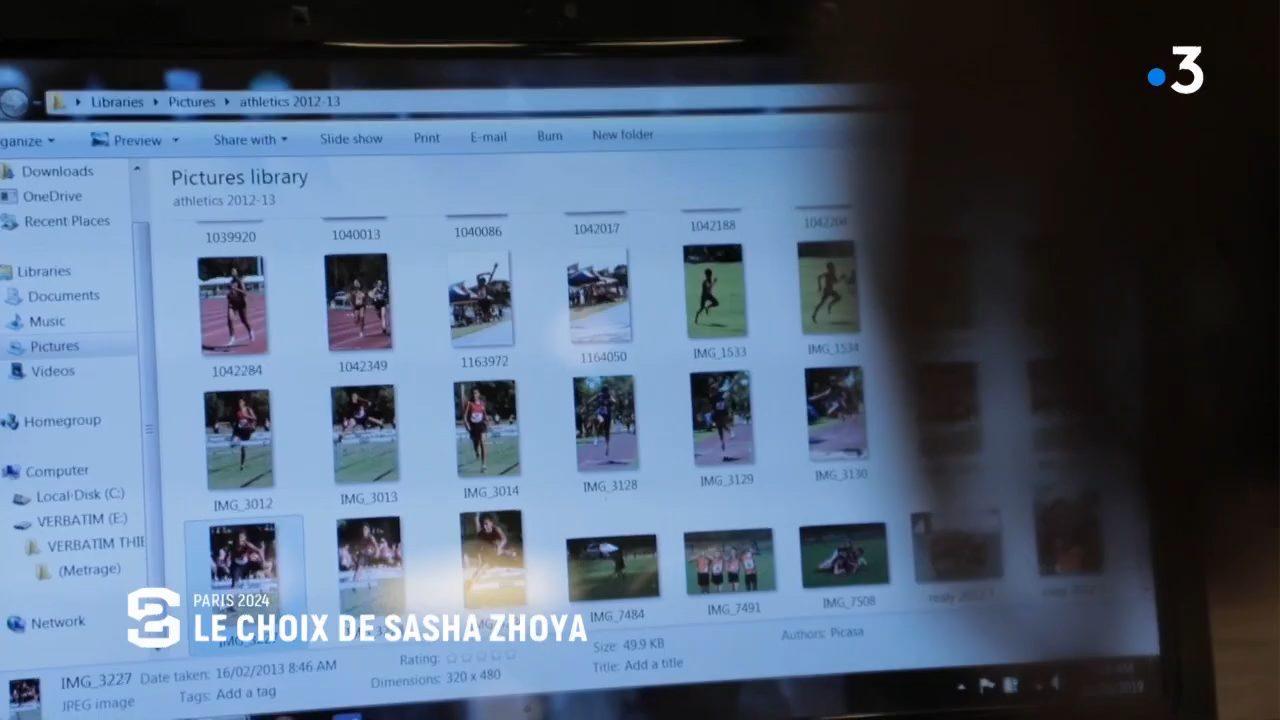 3
Libraries Pictures athletics 2012-13
ganize Preview Share with Slide show Print E-mail Burn New folder
Downloads
OneDrive
Recent Places
Libraries
Documents
Music
Pictures
Videos
Homegroup
Computer
Local Disk (C:)
VERBATIM (E:)
VERBATIM THIE
(Metrage)
Network
Pictures library
athletics 2012-13
1039920 1040013 1040086 1042017 1042188 1042204
1042284 1042349 1163972 1164050 IMG_1533 IMG_1534
IMG_3012 IMG_3013 IMG_3014 IMG_3128 IMG_3129 IMG_3130
IMG_7484 IMG_7491 IMG_7508
3 PARIS 2024
LE CHOIX DE SASHA ZHOYA
IMG_3227 Date taken: 16/02/2013 8:46 AM Rating: Size: 49.9 KB Authors: Picasa
JPEG image Tags: Add a tag Dimensions: 320 x 480 Title: Add a title